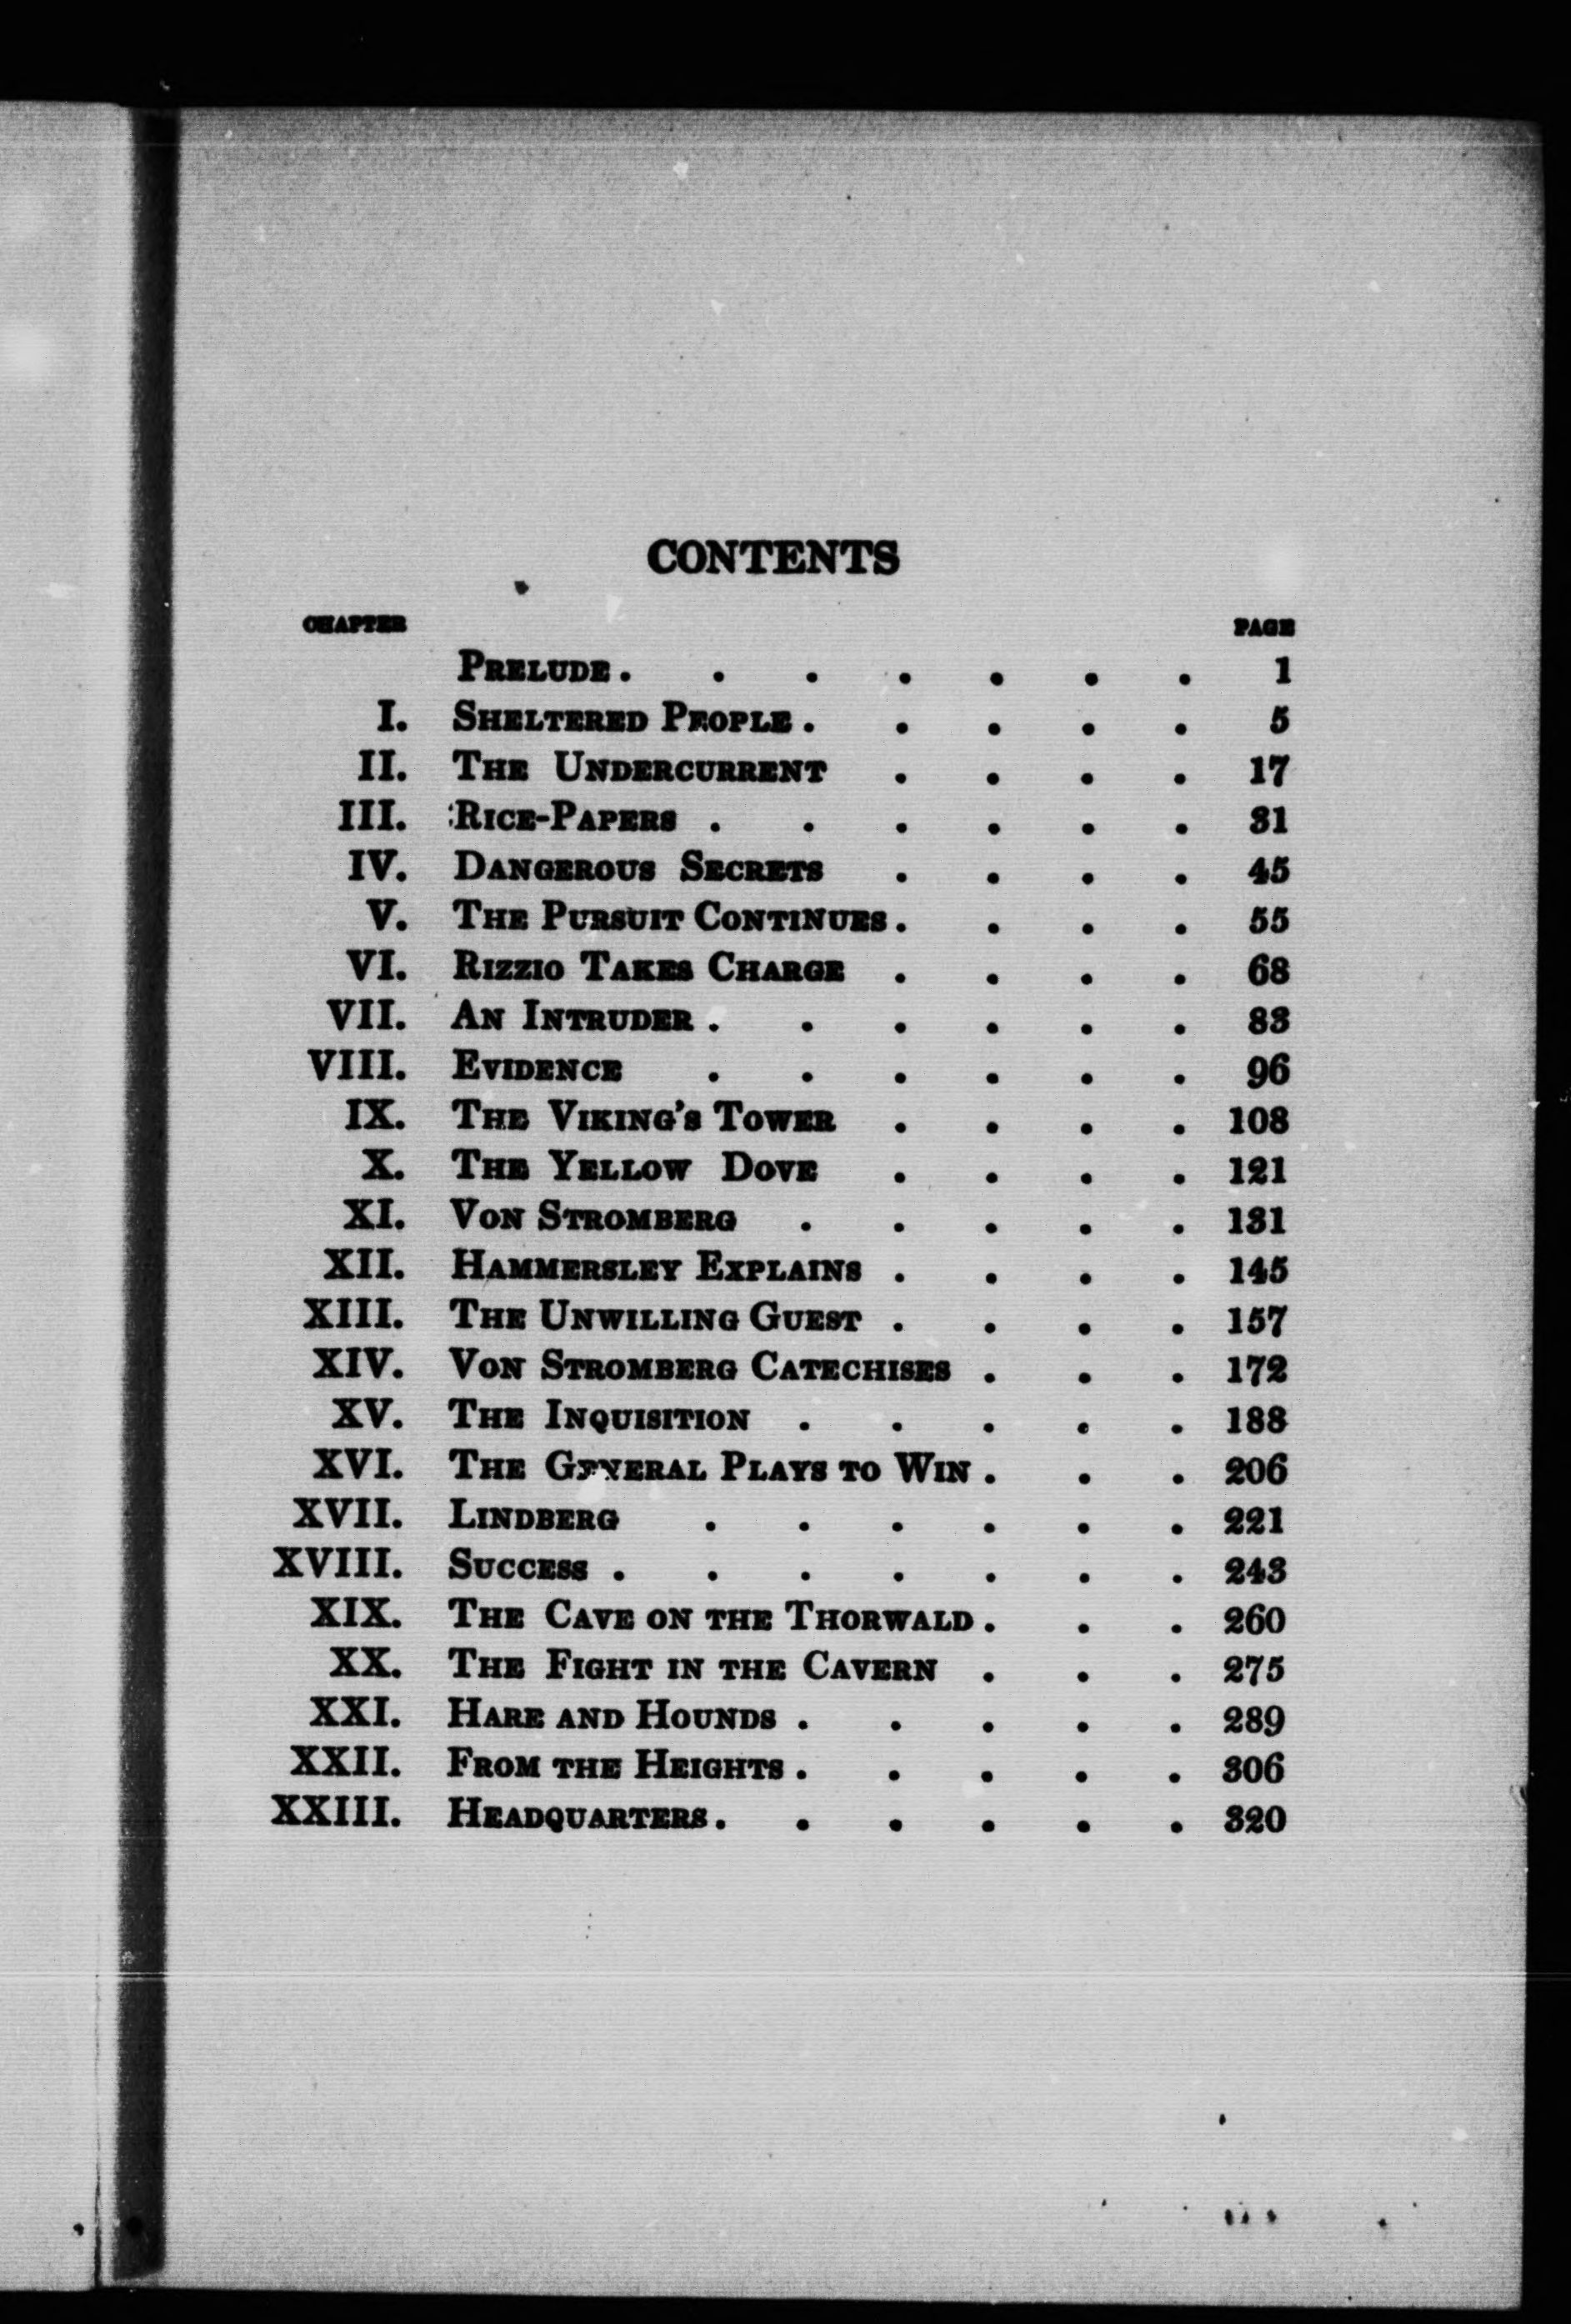 CONTENTS
CHAPTER PAGE
PRELUDE . . . . . . . 1
I. SHELTERED PEOPLE . . . . . 5
II. THE UNDERCURRENT . . . . 17
III. RICE-PAPERS . . . . . . 31
IV. DANGEROUS SECRETS . . . . 45
V. THE PURSUIT CONTINUES . . . . 55
VI. RIZZIO TAKES CHARGE . . . . 68
VII. AN INTRUDER . . . . . . 83
VIII. EVIDENCE . . . . . . 96
IX. THE VIKING'S TOWER . . . . 108
X. THE YELLOW DOVE . . . . 121
XI. VON STROMBERG . . . . . 131
XII. HAMMERSLEY EXPLAINS . . . . 145
XIII. THE UNWILLING GUEST . . . . 157
XIV. VON STROMBERG CATECHISES . . . 172
XV. THE INQUISITION . . . . . 188
XVI. THE GENERAL PLAYS TO WIN . . . 206
XVII. LINDBERG . . . . . . 221
XVIII. SUCCESS . . . . . . . 243
XIX. THE CAVE ON THE THORWALD . . . 260
XX. THE FIGHT IN THE CAVERN . . . 275
XXI. HARE AND HOUNDS . . . . . 289
XXII. FROM THE HEIGHTS . . . . . 306
XXIII. HEADQUARTERS . . . . . . 320